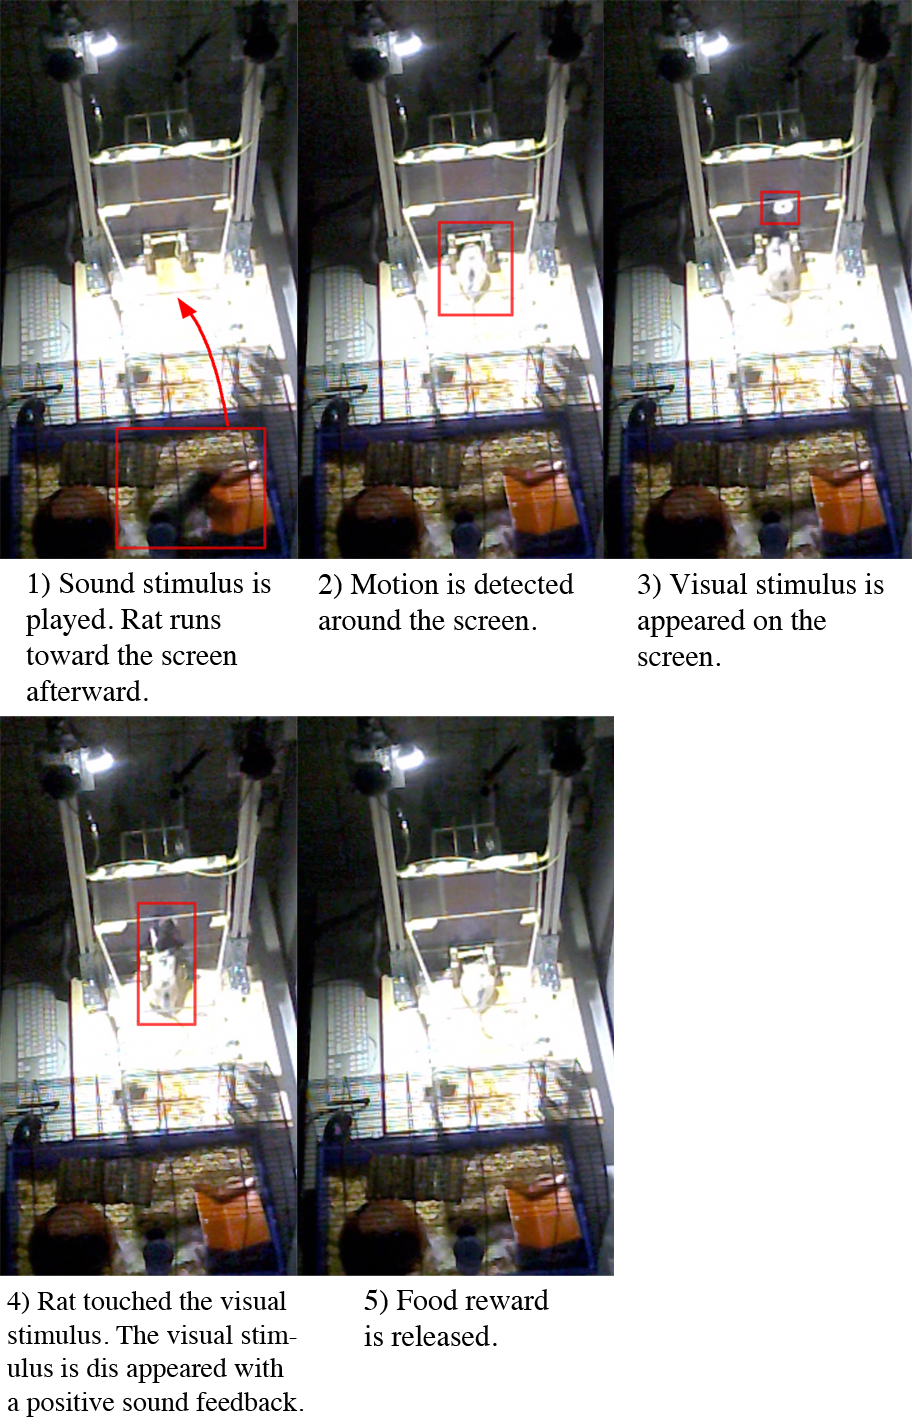 1) Sound stimulus is
played. Rat runs
toward the screen
afterward.
2) Motion is detected
around the screen.
3) Visual stimulus is
appeared on the
screen.
4) Rat touched the visual
stimulus. The visual stim-
ulus is dis appeared with
a positive sound feedback.
5) Food reward
is released.